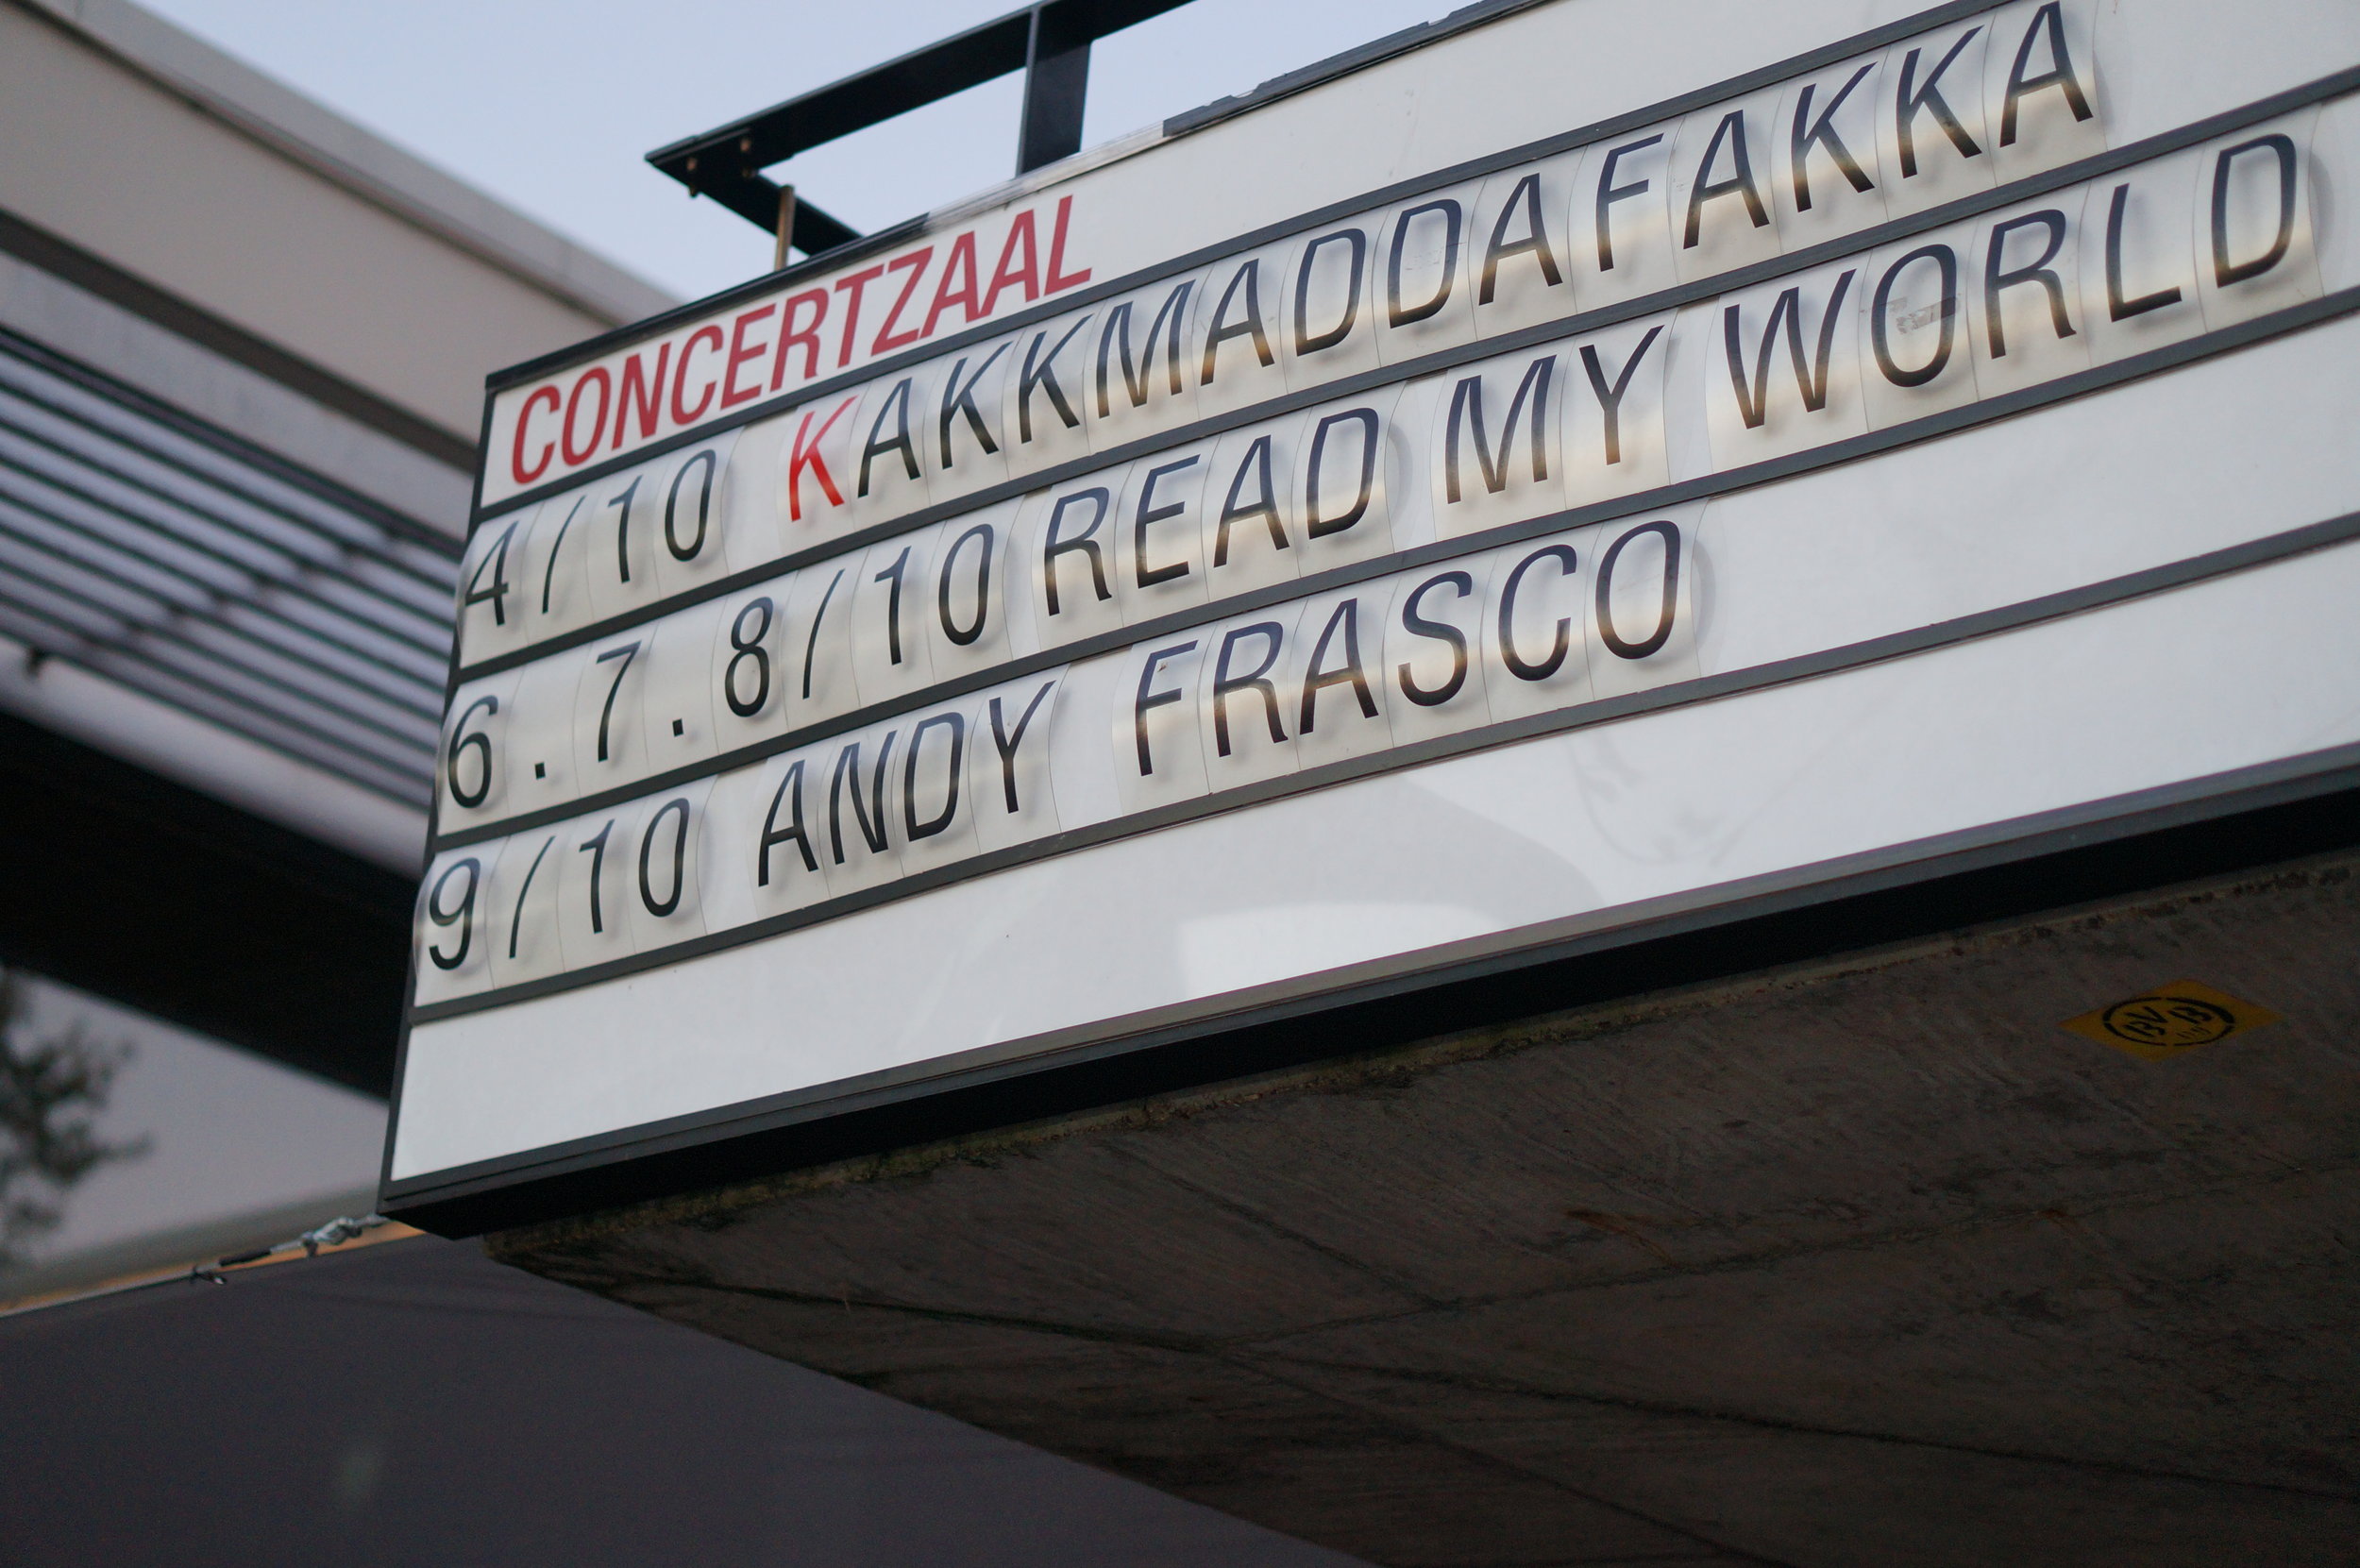 CONCERTZAAL
4/10 KAKKMADDAFAKKA
6.7.8/10 READ MY WORLD
9/10 ANDY FRASCO